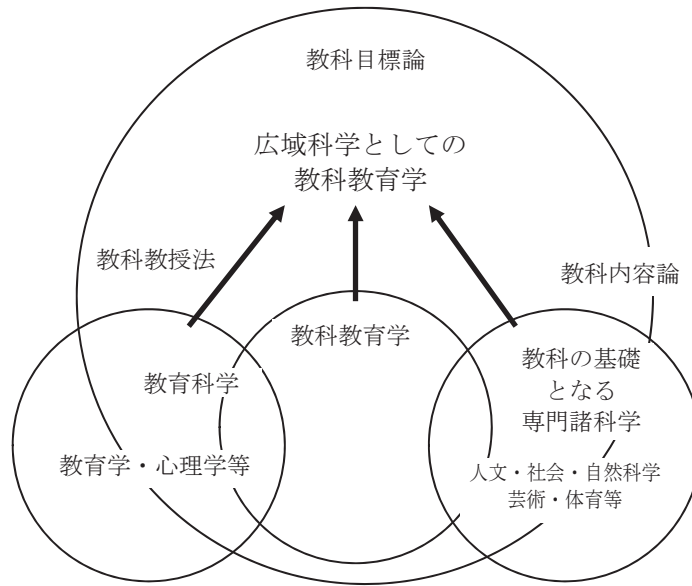 教科目標論
広域科学としての
教科教育学
教科教授法
教科内容論
教科教育学
教育科学
教育学・心理学等
教科の基礎
となる
専門諸科学
人文・社会・自然科学
芸術・体育等